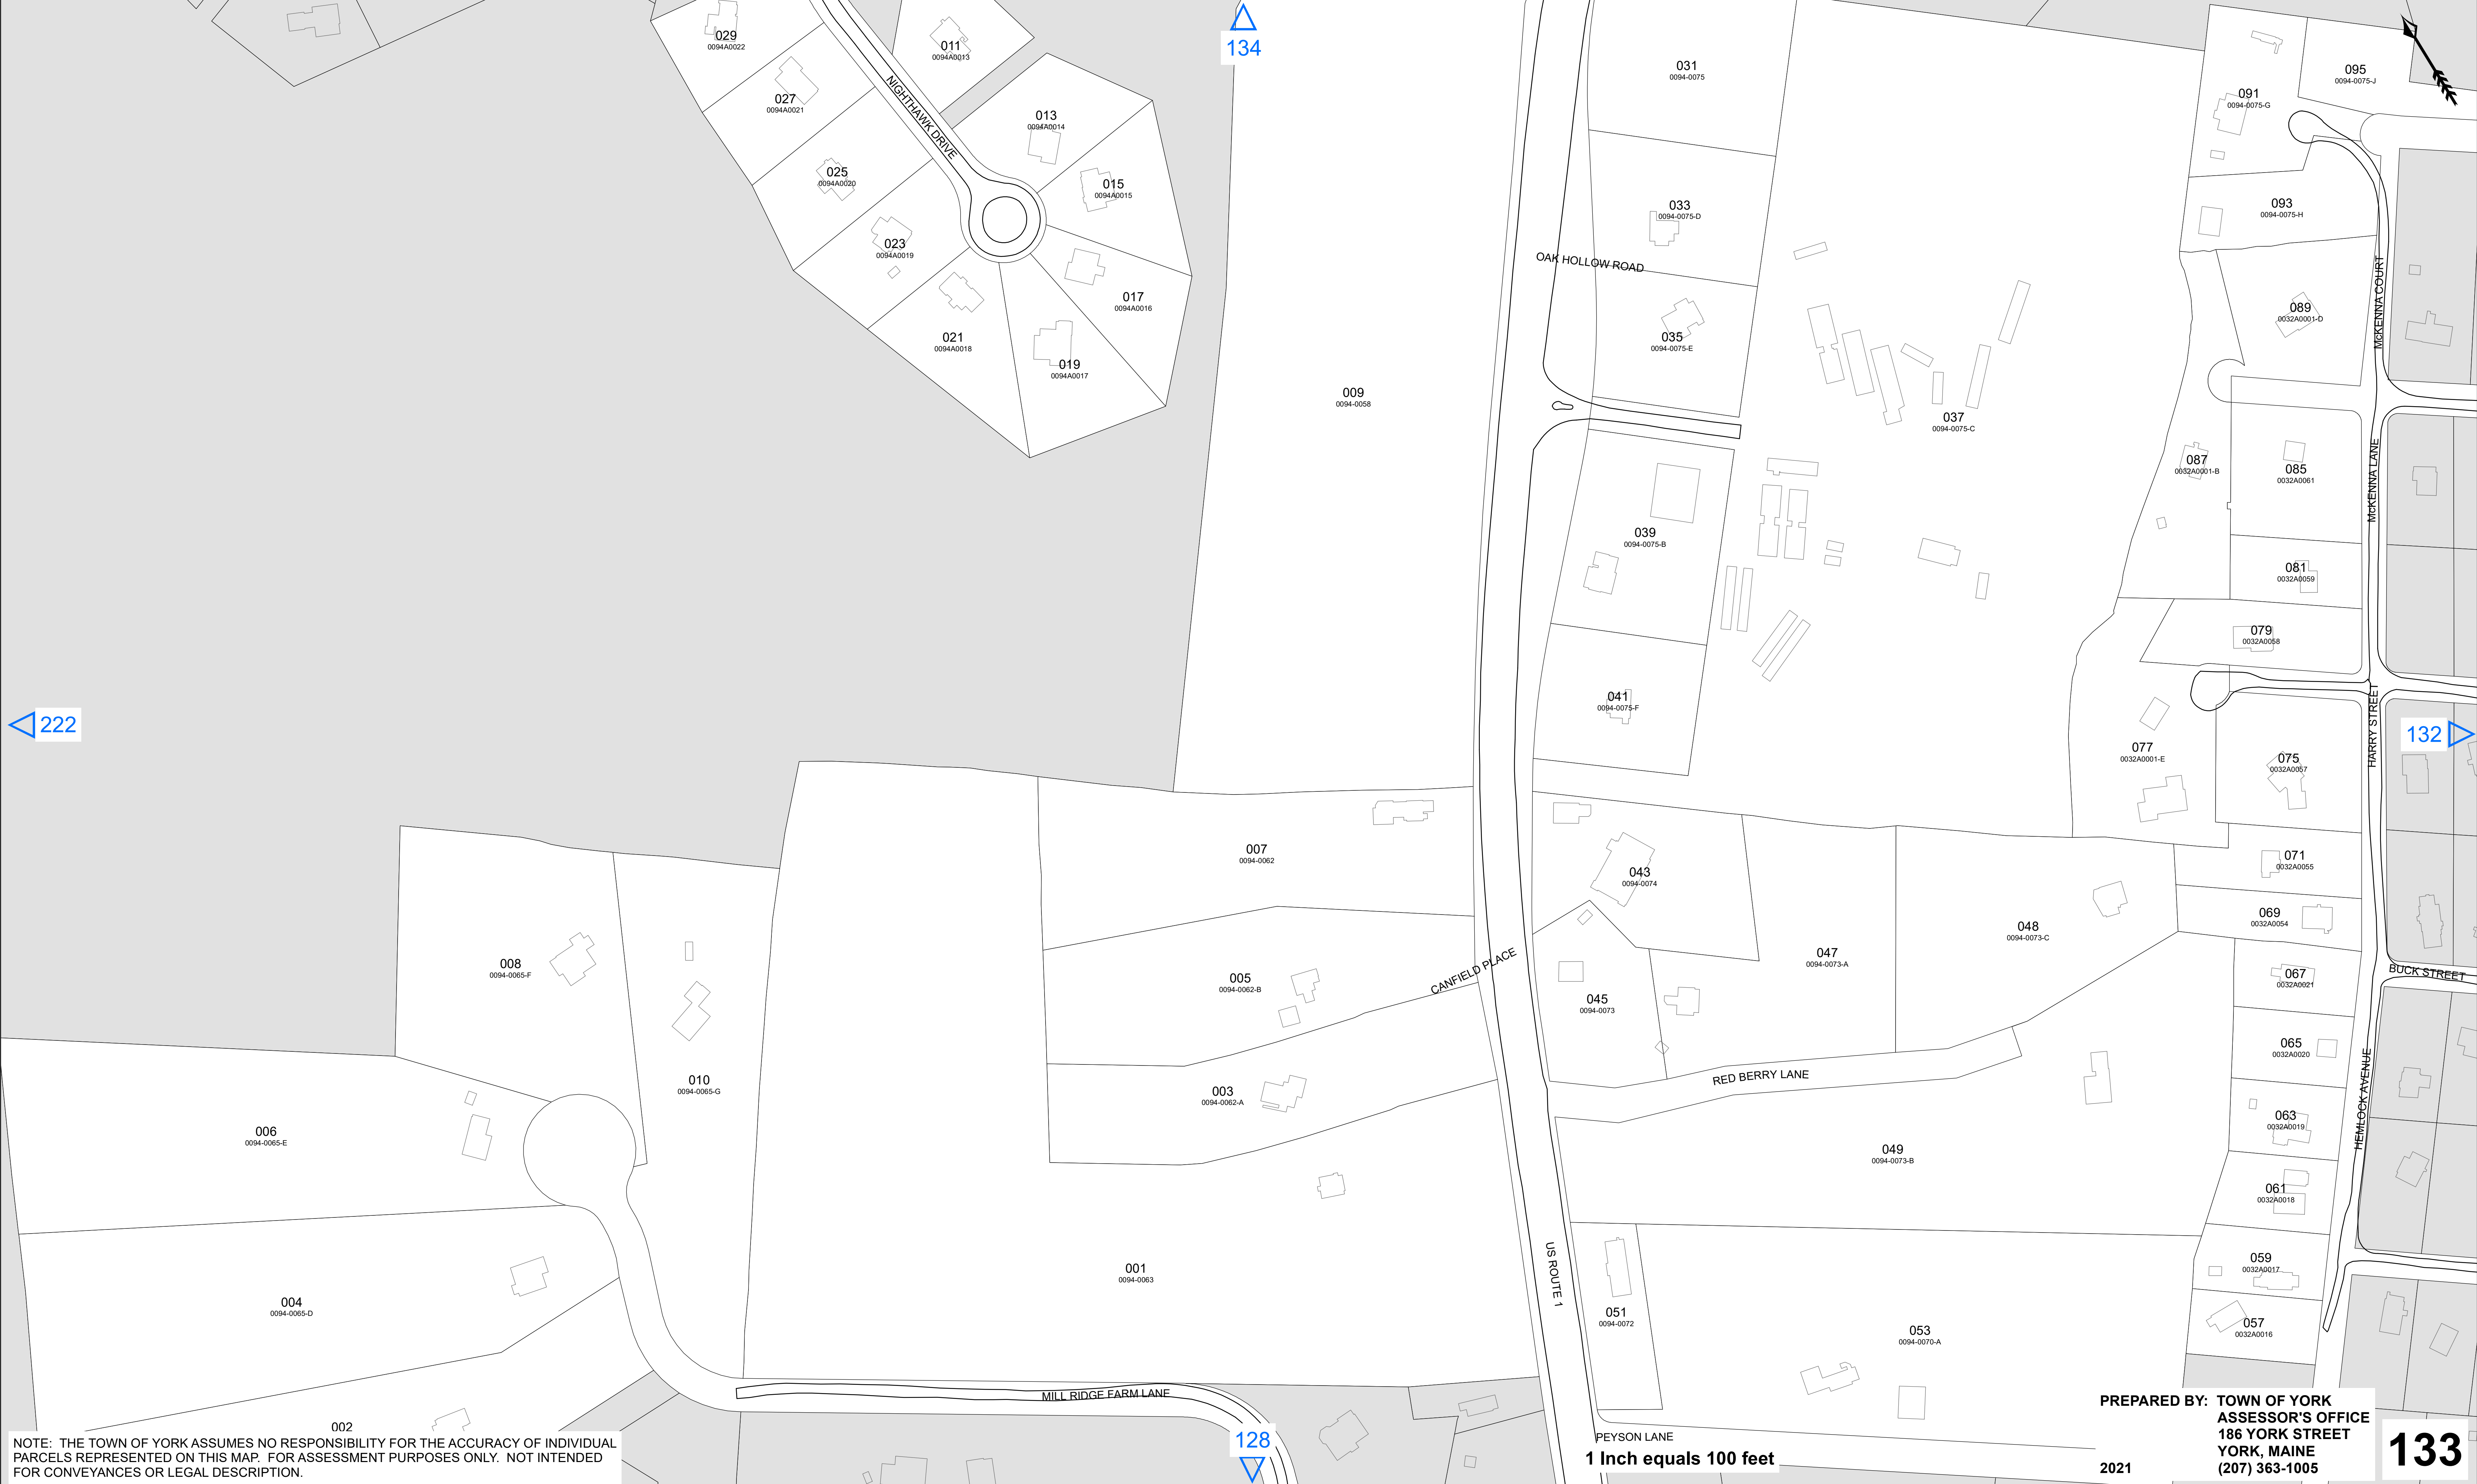 134
029
0094A0022
027
0094A0021
025
0094A0020
023
0094A0019
021
0094A0018
019
0094A0017
017
0094A0016
015
0094A0015
013
0094A0014
011
0094A0013
NIGHTHAWK DRIVE
009
0094-0058
031
0094-0075
033
0094-0075-D
OAK HOLLOW ROAD
035
0094-0075-E
037
0094-0075-C
039
0094-0075-B
041
0094-0075-F
091
0094-0075-G
095
0094-0075-J
093
0094-0075-H
089
0032A0001-D
McKENNA COURT
087
0032A0001-B
085
0032A0061
McKENNA LANE
081
0032A0059
079
0032A0058
077
0032A0001-E
075
0032A0057
HARRY STREET
222
132
071
0032A0055
069
0032A0054
067
0032A0021
BUCK STREET
065
0032A0020
063
0032A0019
HEMLOCK AVENUE
061
0032A0018
059
0032A0017
057
0032A0016
007
0094-0062
005
0094-0062-B
CANFIELD PLACE
003
0094-0062-A
001
0094-0063
008
0094-0065-F
010
0094-0065-G
006
0094-0065-E
004
0094-0065-D
002
043
0094-0074
045
0094-0073
047
0094-0073-A
048
0094-0073-C
RED BERRY LANE
049
0094-0073-B
US ROUTE 1
051
0094-0072
053
0094-0070-A
MILL RIDGE FARM LANE
128
PEYSON LANE
1 Inch equals 100 feet
NOTE: THE TOWN OF YORK ASSUMES NO RESPONSIBILITY FOR THE ACCURACY OF INDIVIDUAL
PARCELS REPRESENTED ON THIS MAP. FOR ASSESSMENT PURPOSES ONLY. NOT INTENDED
FOR CONVEYANCES OR LEGAL DESCRIPTION.
PREPARED BY: TOWN OF YORK
ASSESSOR'S OFFICE
186 YORK STREET
YORK, MAINE
2021 (207) 363-1005
133